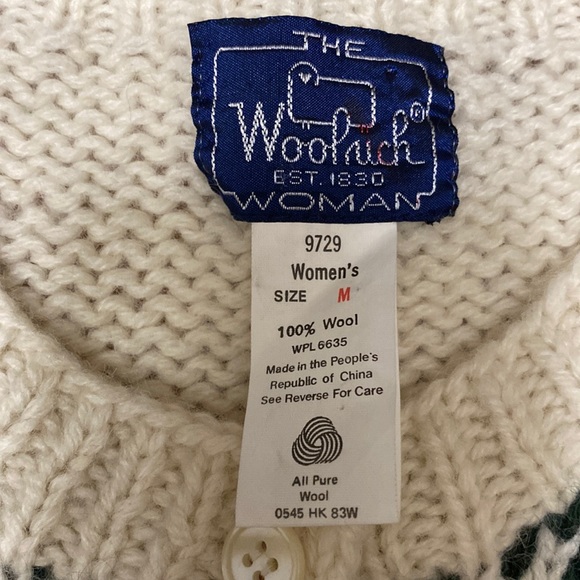 THE
Woolrich®
EST. 1830
WOMAN
9729
Women's
SIZE M
100% Wool
WPL 6635
Made in the People's
Republic of China
See Reverse For Care
All Pure
Wool
0545 HK 83W